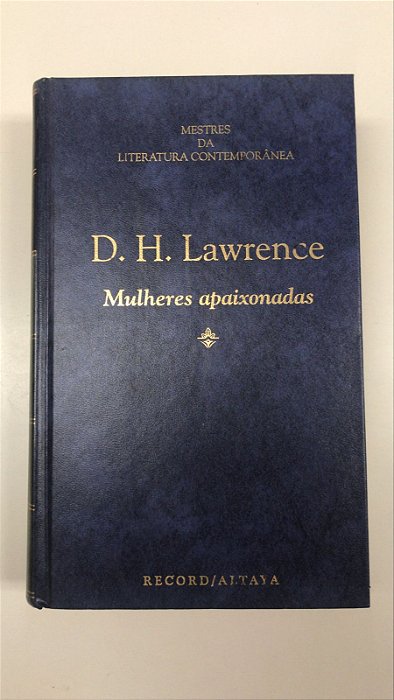 MESTRES
DA
LITERATURA CONTEMPORÂNEA
D. H. Lawrence
Mulheres apaixonadas
RECORD/ALTAYA